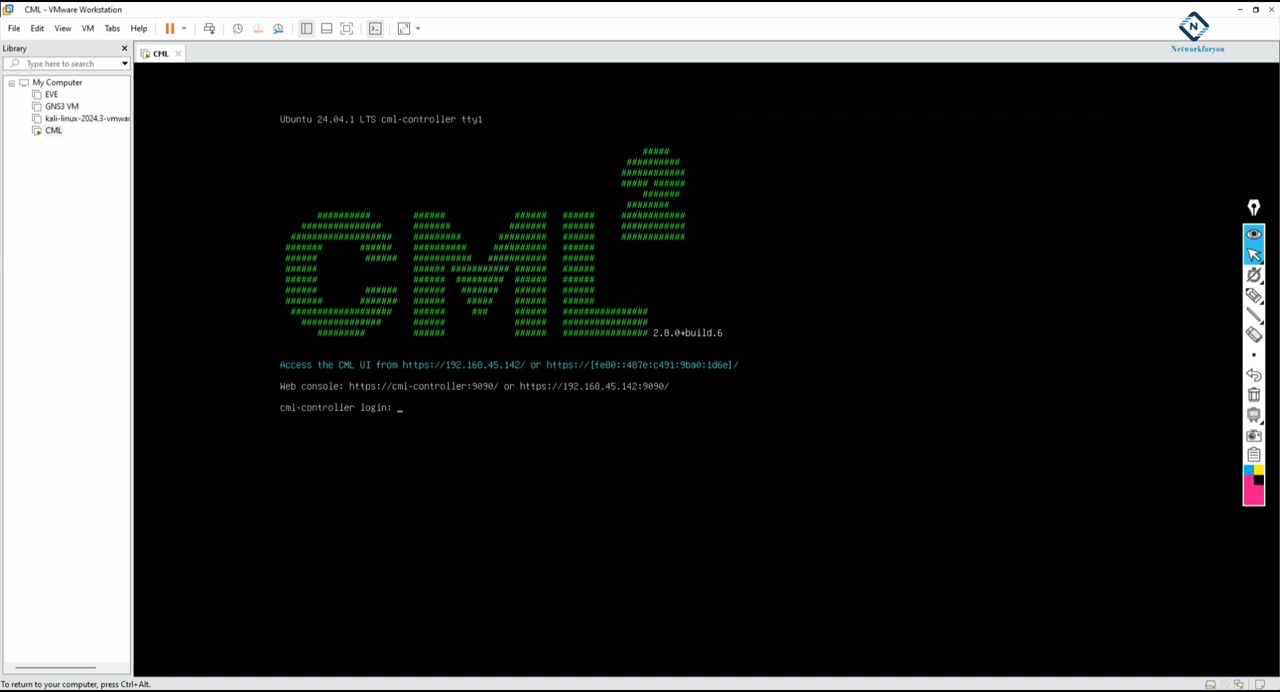 CML - VMware Workstation
File Edit View VM Tabs Help
N
Networkforyou
Library
Type here to search
CML
My Computer
EVE
GNS3 VM
kali-linux-2024.3-vmwar
CML
Ubuntu 24.04.1 LTS cml-controller tty1
CML2
2.8.0+build.6
Access the CML UI from https://192.168.45.142/ or https://[fe80::487e:c491:9ba0:1d6e]/
Web console: https://cml-controller:9090/ or https://192.168.45.142:9090/
cml-controller login: _
To return to your computer, press Ctrl+Alt.